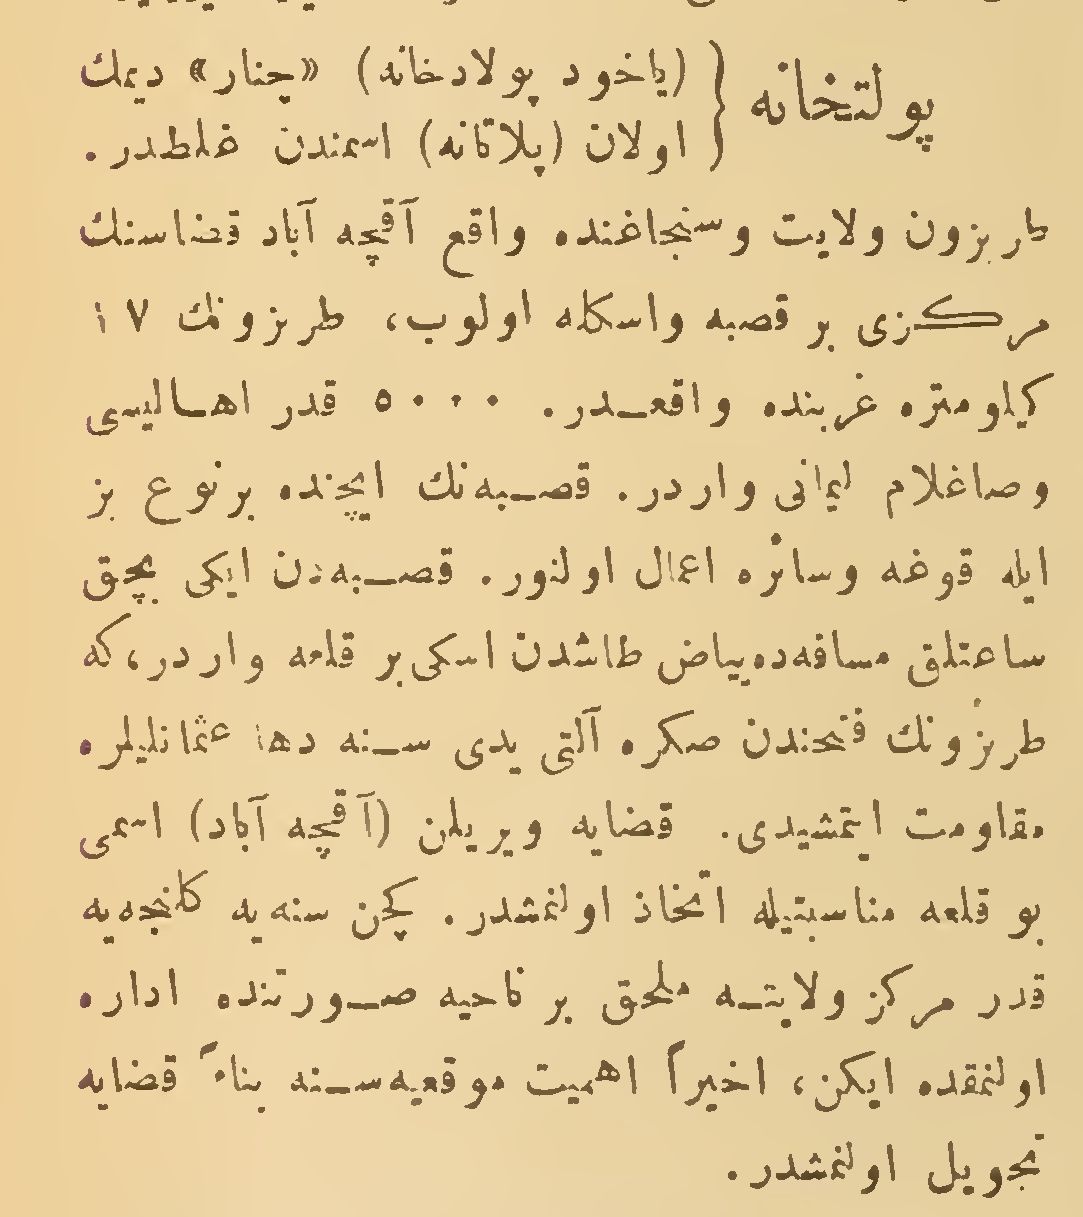 پولتخانه { (یاخود پولادخانه) «چنار» دیمك
اولان (پلاتانه) اسمندن غلطدر.
طربزون ولایت وسنجاغنده واقع آقچه آباد قضاسنك
مركزی بر قصبه واسكله اولوب، طربزونك ١٧
كیلومتره غربنده واقعدر. ٥٠٠٠ قدر اهالیسی
وصاغلام لیمانی واردر. قصبه‌نك ایچنده برنوع بز
ایله قوغه وسائره اعمال اولنور. قصبه‌دن ایكی بچق
ساعتلق مسافه‌ده بیاض طاشدن اسكی بر قلعه واردر، كه
طربزونك فتحندن صكره آلتی یدی سنه دها عثمانلیلره
مقاومت ایتمشیدی. قضایه ویریلن (آقچه آباد) اسمی
بو قلعه مناسبتیله اتخاذ اولنمشدر. كچن سنه‌یه كلنجه‌یه
قدر مركز ولایته ملحق بر ناحیه صورتنده اداره
اولنمقده ایكن، اخیراً اهمیت موقعیه‌سنه بناءً قضایه
تحویل اولنمشدر.